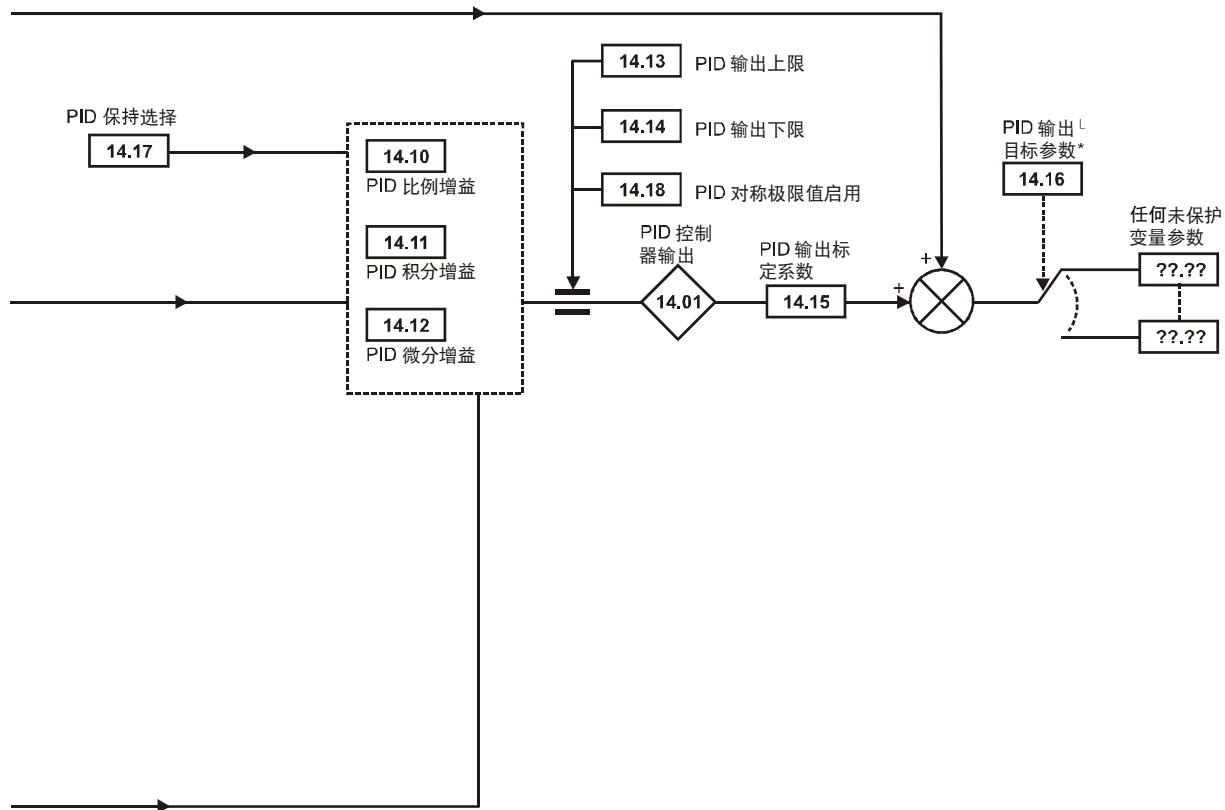 PID 保持选择
14.17
14.10
PID 比例增益
14.11
PID 积分增益
14.12
PID 微分增益
14.13
PID 输出上限
14.14
PID 输出下限
14.18
PID 对称极限值启用
PID 控制
器输出
14.01
PID 输出标
定系数
14.15
+
+
PID 输出└
目标参数*
14.16
任何未保护
变量参数
??.??
??.??